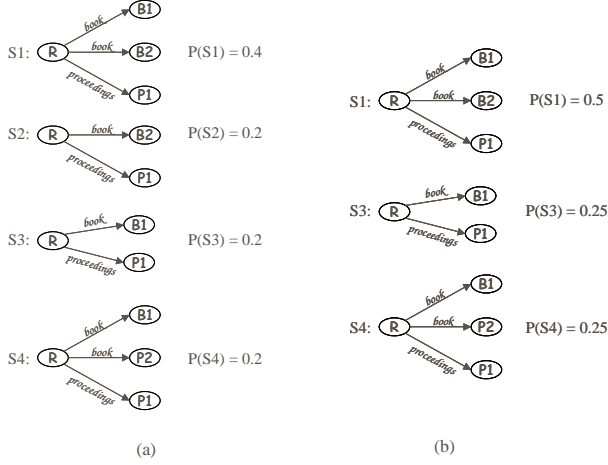 book
B1
S1: R book B2 P(S1) = 0.4
proceedings
P1
S2: R book B2 P(S2) = 0.2
proceedings
P1
book
B1
S3: R P(S3) = 0.2
proceedings
P1
book
B1
S4: R book P2 P(S4) = 0.2
proceedings
P1
(a)
book
B1
S1: R book B2 P(S1) = 0.5
proceedings
P1
book
B1
S3: R P(S3) = 0.25
proceedings
P1
book
B1
S4: R book P2 P(S4) = 0.25
proceedings
P1
(b)